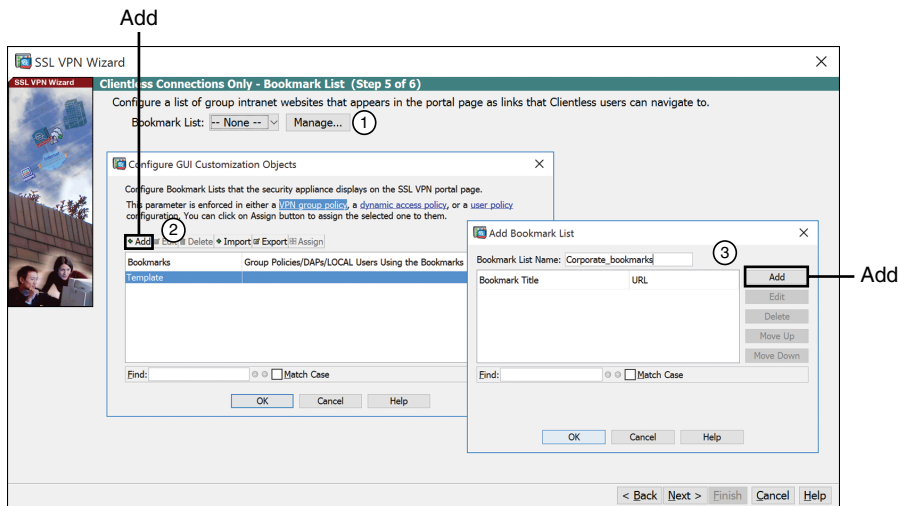 Add
SSL VPN Wizard
SSL VPN Wizard
Clientless Connections Only - Bookmark List (Step 5 of 6)
Configure a list of group intranet websites that appears in the portal page as links that Clientless users can navigate to.
Bookmark List: -- None -- Manage... 1
Configure GUI Customization Objects
Configure Bookmark Lists that the security appliance displays on the SSL VPN portal page.
This parameter is enforced in either a VPN group policy, a dynamic access policy, or a user policy
configuration. You can click on Assign button to assign the selected one to them.
2
Add Edit Delete Import Export Assign
Bookmarks Group Policies/DAPs/LOCAL Users Using the Bookmarks
Template
Find: Match Case
OK Cancel Help
Add Bookmark List
3
Bookmark List Name: Corporate_bookmarks
Bookmark Title URL
Add
Edit
Delete
Move Up
Move Down
Find: Match Case
OK Cancel Help
Add
< Back Next > Finish Cancel Help